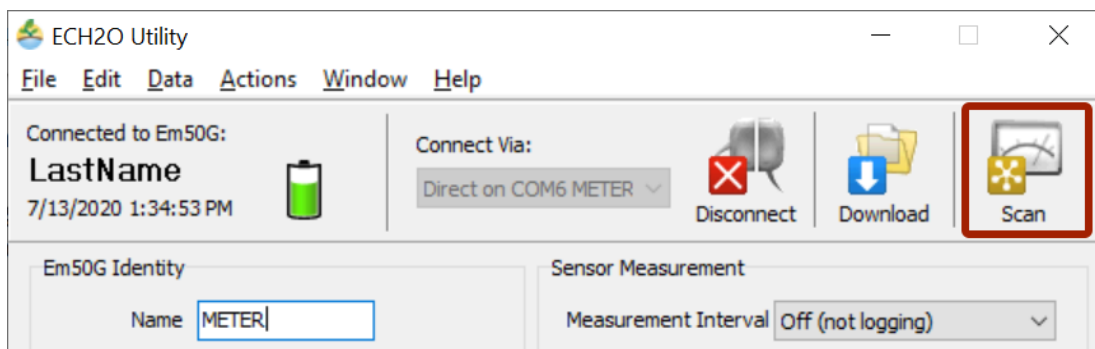 ECH2O Utility
File Edit Data Actions Window Help
Connected to Em50G:
LastName
7/13/2020 1:34:53 PM
Connect Via:
Direct on COM6 METER
Disconnect
Download
Scan
Em50G Identity
Name METER
Sensor Measurement
Measurement Interval Off (not logging)